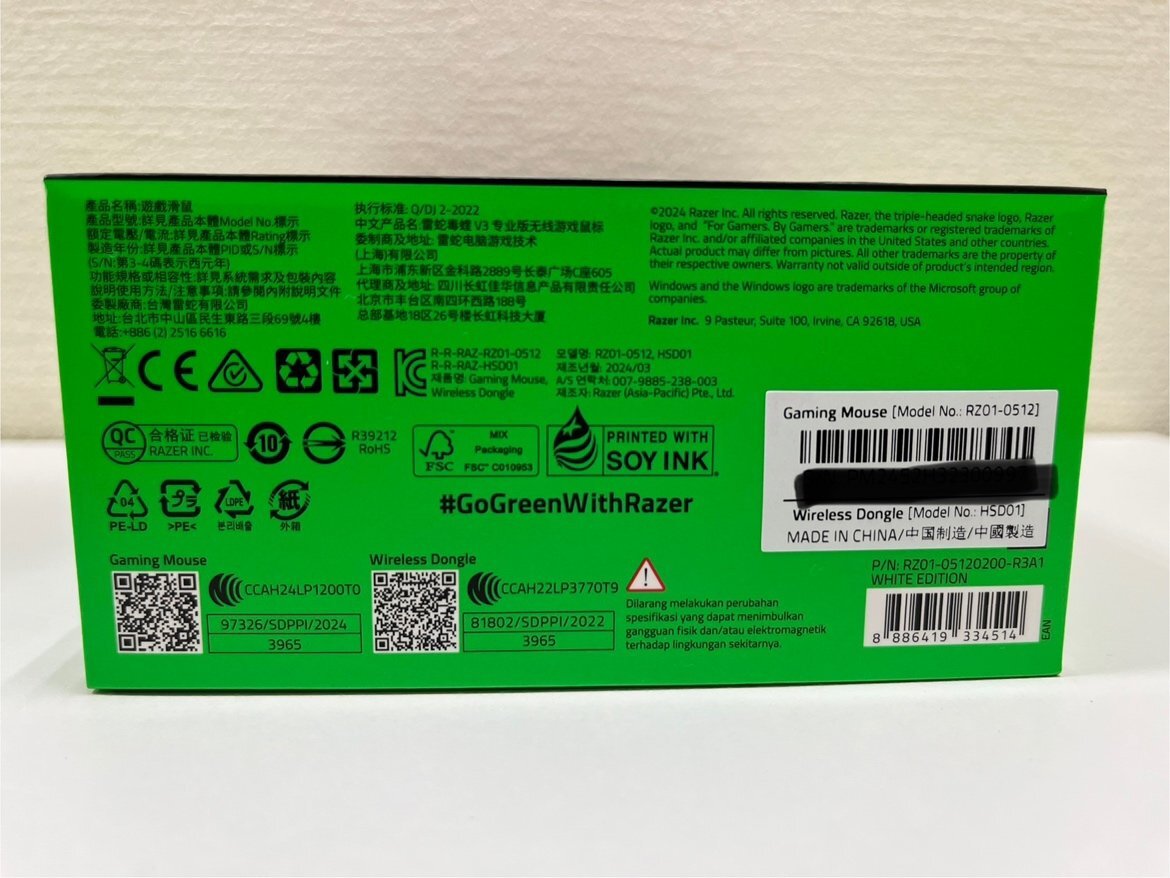 產品名稱:遊戲滑鼠
產品型號:詳見產品本體Model No.標示
額定電壓/電流:詳見產品本體Rating標示
製造年份:詳見產品本體PID或S/N標示
(S/N:第3-4碼表示西元年)
功能規格或相容性:詳見系統需求及包裝內容
說明使用方法/注意事項:請參閱內附說明文件
委製廠商:台灣雷蛇有限公司
地址:台北市中山區民生東路三段69號4樓
電話:+886 (2) 2516 6616
执行标准: Q/DJ 2-2022
中文产品名: 雷蛇毒蝰 V3 专业版无线游戏鼠标
委制商及地址: 雷蛇电脑游戏技术
(上海)有限公司
上海市浦东新区金科路2889号长泰广场C座605
代理商及地址: 四川长虹佳华信息产品有限责任公司
北京市丰台区南四环西路188号
总部基地18区26号楼长虹科技大厦
©2024 Razer Inc. All rights reserved. Razer, the triple-headed snake logo, Razer
logo, and "For Gamers. By Gamers." are trademarks or registered trademarks of
Razer Inc. and/or affiliated companies in the United States and other countries.
Actual product may differ from pictures. All other trademarks are the property of
their respective owners. Warranty not valid outside of product's intended region.
Windows and the Windows logo are trademarks of the Microsoft group of
companies.
Razer Inc. 9 Pasteur, Suite 100, Irvine, CA 92618, USA
CE
R-R-RAZ-RZ01-0512
R-R-RAZ-HSD01
제품명: Gaming Mouse,
Wireless Dongle
모델명: RZ01-0512, HSD01
제조년월: 2024/03
A/S 연락처: 007-9885-238-003
제조자: Razer (Asia-Pacific) Pte., Ltd.
QC
PASS
合格证 已检验
RAZER INC.
10
R39212
RoHS
FSC
MIX
Packaging
FSC™ C010953
PRINTED WITH
SOY INK
#GoGreenWithRazer
04
PE-LD
プラ
>PE<
LDPE
분리배출
紙
外箱
Gaming Mouse
CCAH24LP1200T0
97326/SDPPI/2024
3965
Wireless Dongle
CCAH22LP3770T9
81802/SDPPI/2022
3965
Dilarang melakukan perubahan
spesifikasi yang dapat menimbulkan
gangguan fisik dan/atau elektromagnetik
terhadap lingkungan sekitarnya.
Gaming Mouse [Model No.: RZ01-0512]
Wireless Dongle [Model No.: HSD01]
MADE IN CHINA/中国制造/中國製造
P/N: RZ01-05120200-R3A1
WHITE EDITION
8 886419 334514
EAN